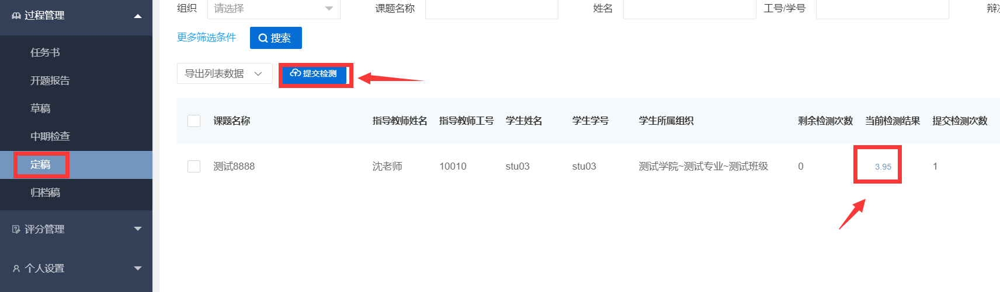 过程管理
任务书
开题报告
草稿
中期检查
定稿
归档稿
评分管理
个人设置
组织 请选择 课题名称 姓名 工号/学号
更多筛选条件 搜索
导出列表数据 提交检测
课题名称 指导教师姓名 指导教师工号 学生姓名 学生学号 学生所属组织 剩余检测次数 当前检测结果 提交检测次数
测试8888 沈老师 10010 stu03 stu03 测试学院~测试专业~测试班级 0 3.95 1